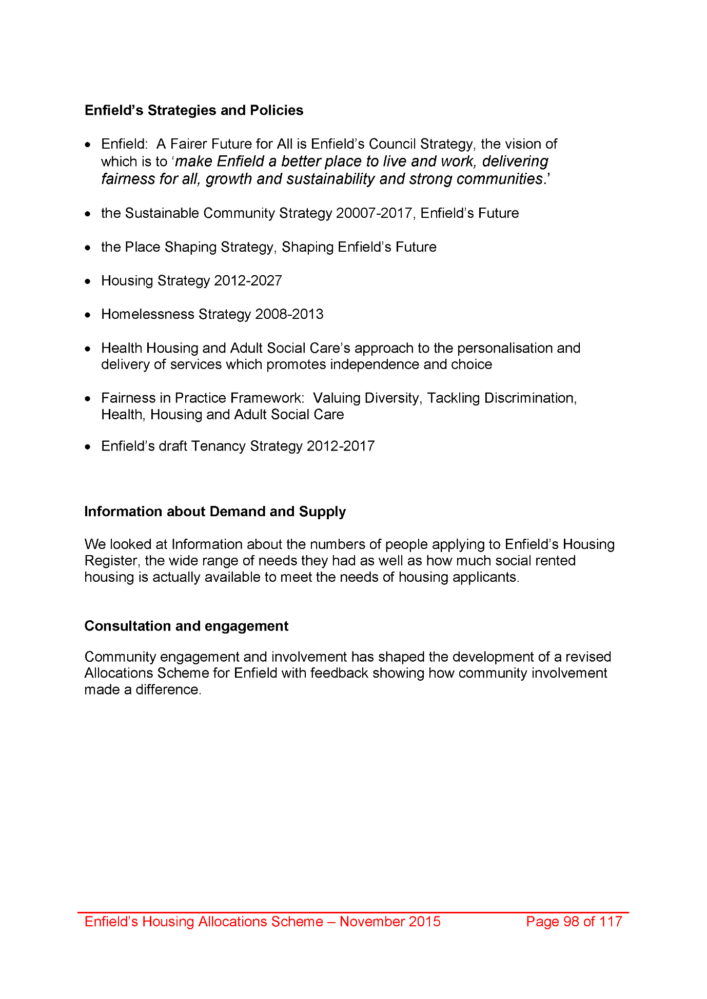 Enfield’s Strategies and Policies
• Enfield:  A Fairer Future for All is Enfield’s Council Strategy, the vision of
which is to ‘make Enfield a better place to live and work, delivering
fairness for all, growth and sustainability and strong communities.’
• the Sustainable Community Strategy 20007-2017, Enfield’s Future
• the Place Shaping Strategy, Shaping Enfield’s Future
• Housing Strategy 2012-2027
• Homelessness Strategy 2008-2013
• Health Housing and Adult Social Care’s approach to the personalisation and
delivery of services which promotes independence and choice
• Fairness in Practice Framework:  Valuing Diversity, Tackling Discrimination,
Health, Housing and Adult Social Care
• Enfield’s draft Tenancy Strategy 2012-2017
Information about Demand and Supply
We looked at Information about the numbers of people applying to Enfield’s Housing
Register, the wide range of needs they had as well as how much social rented
housing is actually available to meet the needs of housing applicants.
Consultation and engagement
Community engagement and involvement has shaped the development of a revised
Allocations Scheme for Enfield with feedback showing how community involvement
made a difference.
Enfield’s Housing Allocations Scheme – November 2015 Page 98 of 117